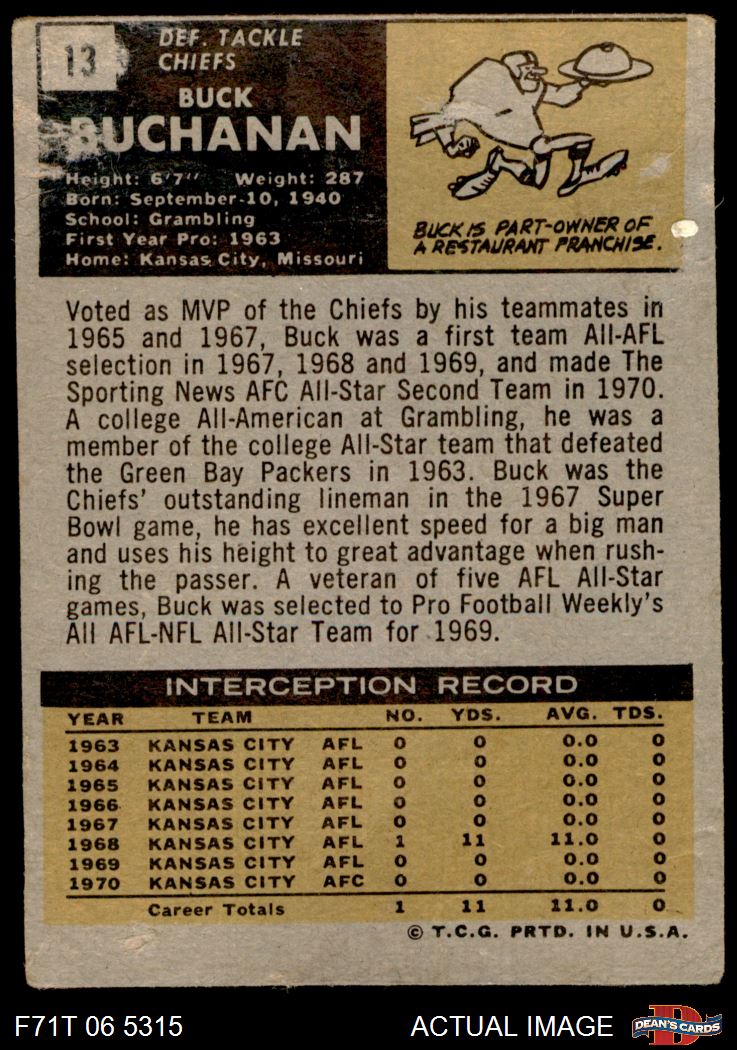 13
DEF. TACKLE
CHIEFS
BUCK
BUCHANAN
Height: 6'7" Weight: 287
Born: September 10, 1940
School: Grambling
First Year Pro: 1963
Home: Kansas City, Missouri
BUCK IS PART-OWNER OF
A RESTAURANT FRANCHISE.
Voted as MVP of the Chiefs by his teammates in
1965 and 1967, Buck was a first team All-AFL
selection in 1967, 1968 and 1969, and made The
Sporting News AFC All-Star Second Team in 1970.
A college All-American at Grambling, he was a
member of the college All-Star team that defeated
the Green Bay Packers in 1963. Buck was the
Chiefs' outstanding lineman in the 1967 Super
Bowl game, he has excellent speed for a big man
and uses his height to great advantage when rush-
ing the passer. A veteran of five AFL All-Star
games, Buck was selected to Pro Football Weekly's
All AFL-NFL All-Star Team for 1969.
INTERCEPTION RECORD
YEAR TEAM NO. YDS. AVG. TDS.
1963 KANSAS CITY AFL 0 0 0.0 0
1964 KANSAS CITY AFL 0 0 0.0 0
1965 KANSAS CITY AFL 0 0 0.0 0
1966 KANSAS CITY AFL 0 0 0.0 0
1967 KANSAS CITY AFL 0 0 0.0 0
1968 KANSAS CITY AFL 1 11 11.0 0
1969 KANSAS CITY AFL 0 0 0.0 0
1970 KANSAS CITY AFC 0 0 0.0 0
Career Totals 1 11 11.0 0
© T.C.G. PRTD. IN U.S.A.
F71T 06 5315 ACTUAL IMAGE DEAN'S CARDS